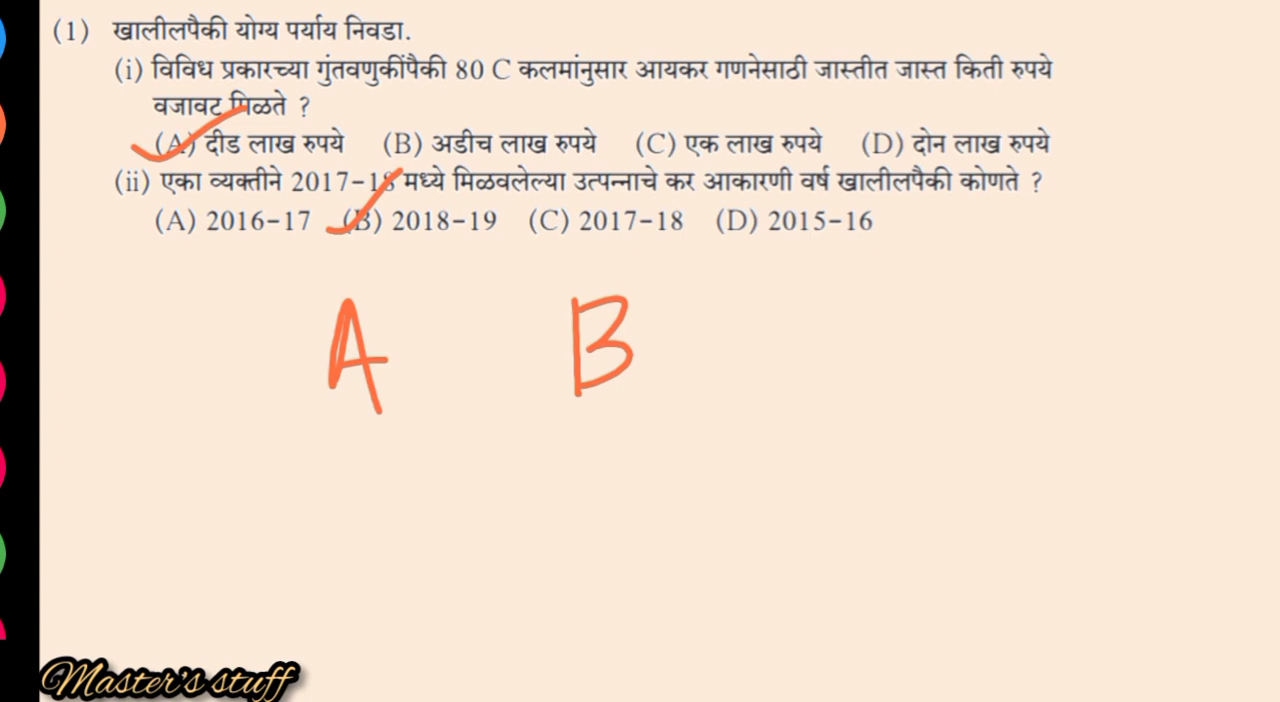 (1) खालीलपैकी योग्य पर्याय निवडा.
(i) विविध प्रकारच्या गुंतवणुकींपैकी 80 C कलमांनुसार आयकर गणनेसाठी जास्तीत जास्त किती रुपये
वजावट मिळते ?
(A) दीड लाख रुपये (B) अडीच लाख रुपये (C) एक लाख रुपये (D) दोन लाख रुपये
(ii) एका व्यक्तीने 2017-18 मध्ये मिळवलेल्या उत्पन्नाचे कर आकारणी वर्ष खालीलपैकी कोणते ?
(A) 2016-17 (B) 2018-19 (C) 2017-18 (D) 2015-16
A B
Master's stuff